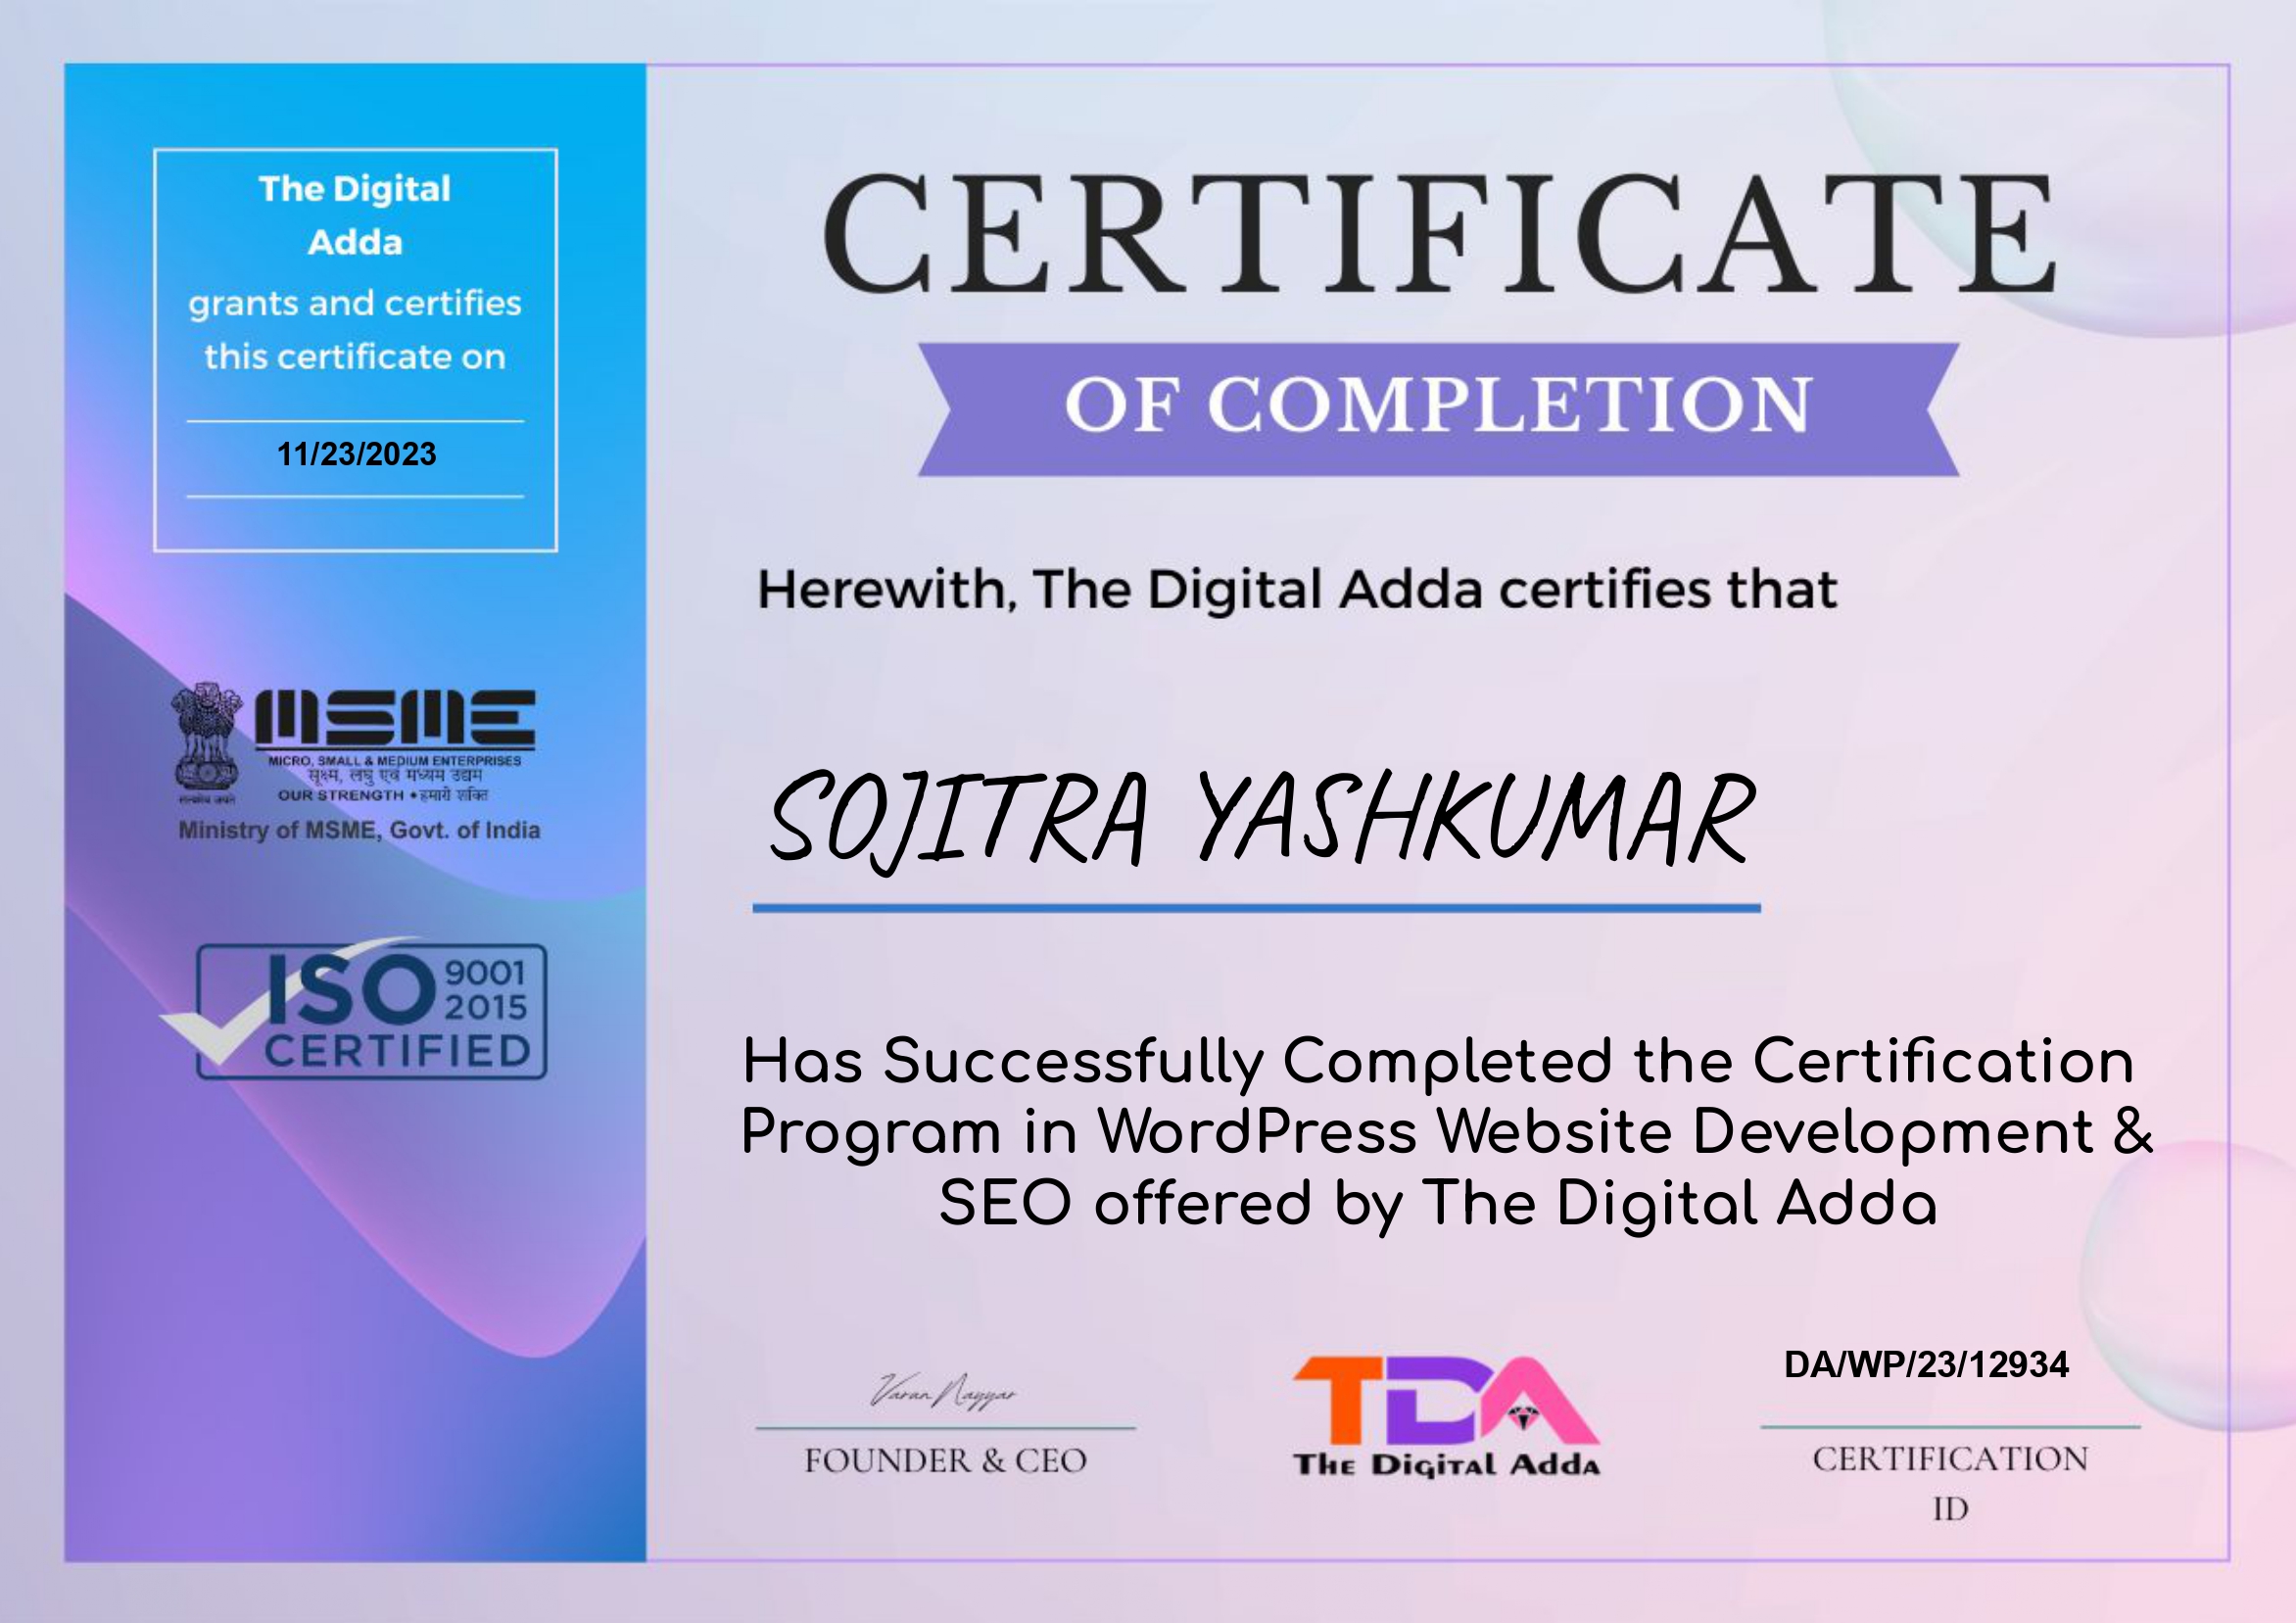 The Digital
Adda
grants and certifies
this certificate on
11/23/2023
MSME
MICRO, SMALL & MEDIUM ENTERPRISES
सूक्ष्म, लघु एवं मध्यम उद्यम
OUR STRENGTH • हमारी शक्ति
सत्यमेव जयते
Ministry of MSME, Govt. of India
ISO 9001
2015
CERTIFIED
CERTIFICATE
OF COMPLETION
Herewith, The Digital Adda certifies that
SOJITRA YASHKUMAR
Has Successfully Completed the Certification
Program in WordPress Website Development &
SEO offered by The Digital Adda
Varun Nayyar
FOUNDER & CEO
TDA
The Digital Adda
DA/WP/23/12934
CERTIFICATION
ID